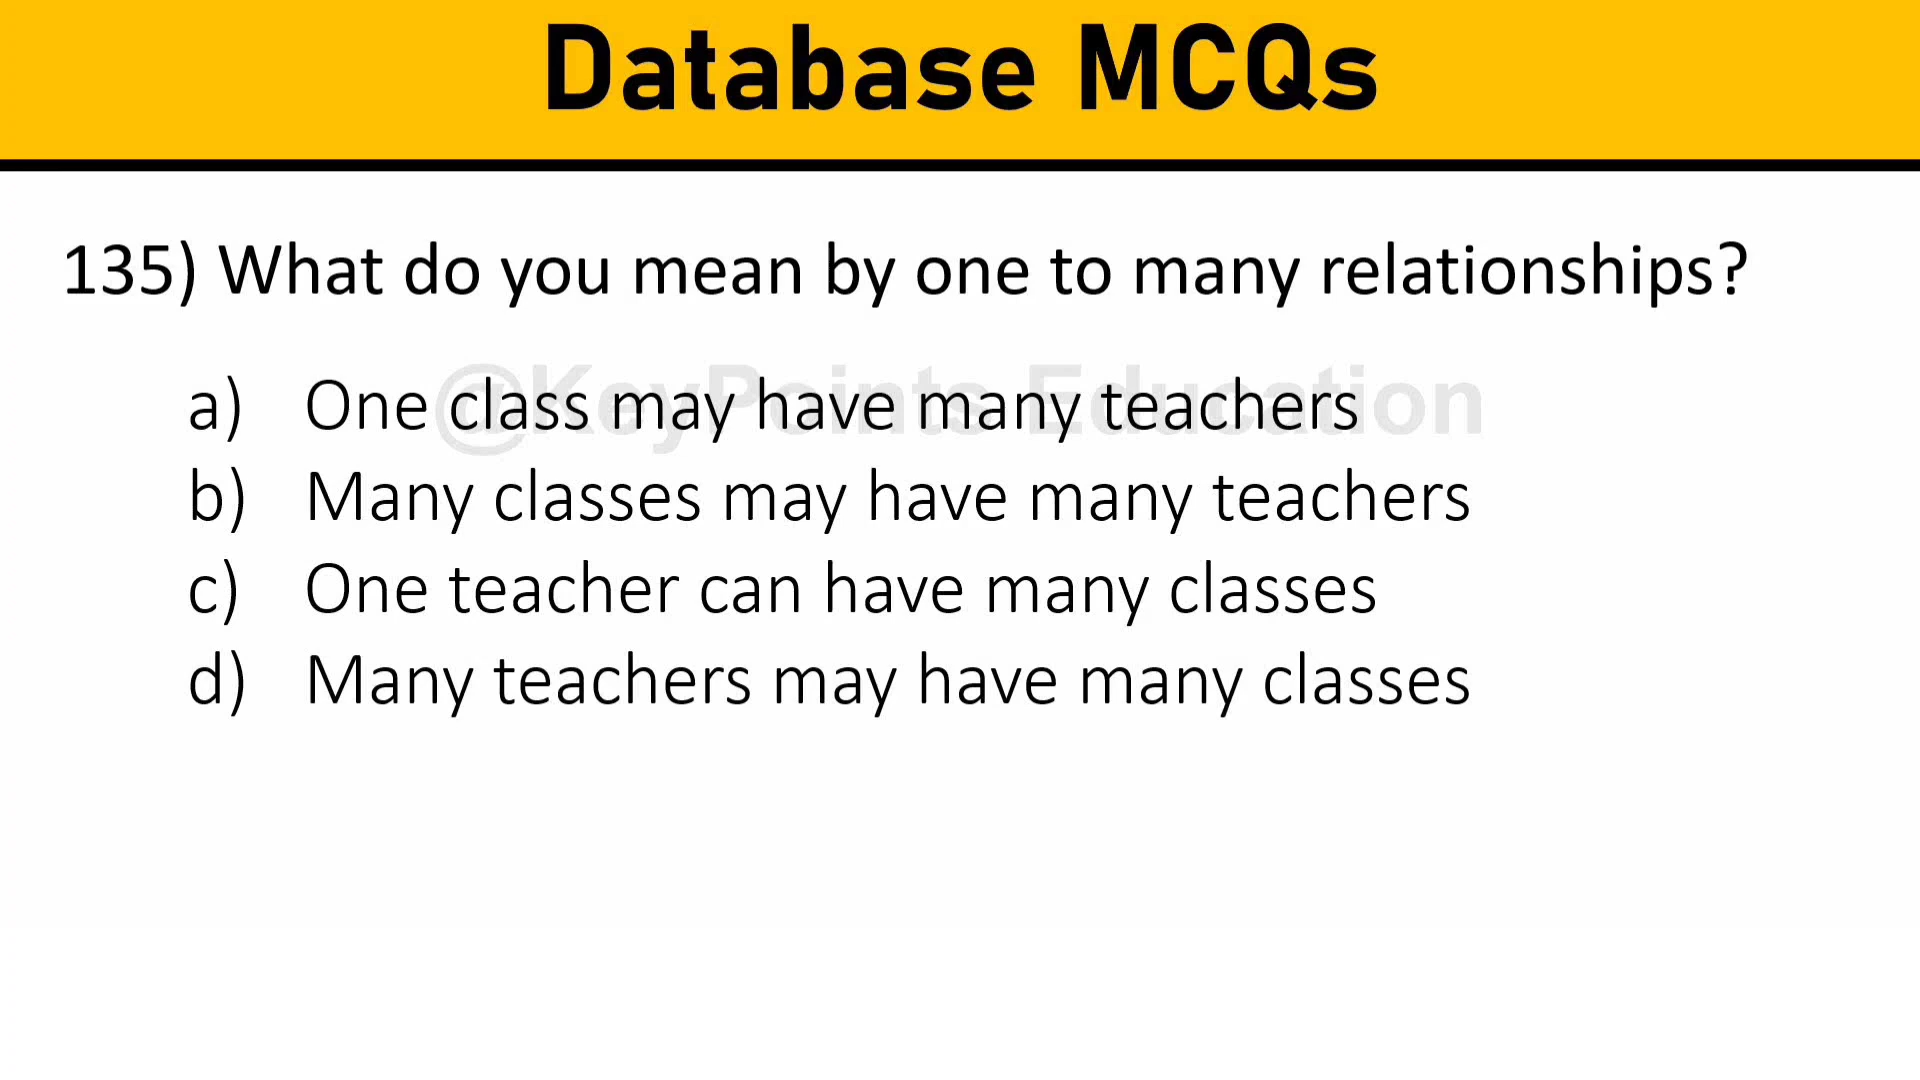 Database MCQs
135) What do you mean by one to many relationships?
@KeyPoints Education
a) One class may have many teachers
b) Many classes may have many teachers
c) One teacher can have many classes
d) Many teachers may have many classes